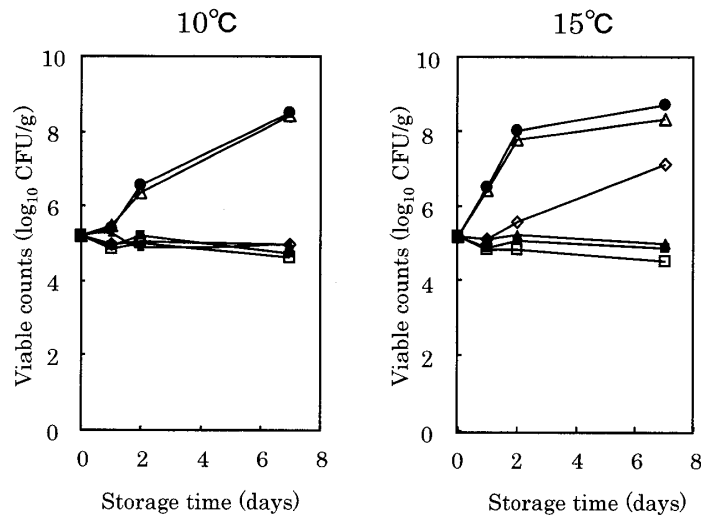 10℃
15℃
Viable counts (log₁₀ CFU/g)
10
8
6
4
2
0
0 2 4 6 8
Storage time (days)
Viable counts (log₁₀ CFU/g)
10
8
6
4
2
0
0 2 4 6 8
Storage time (days)